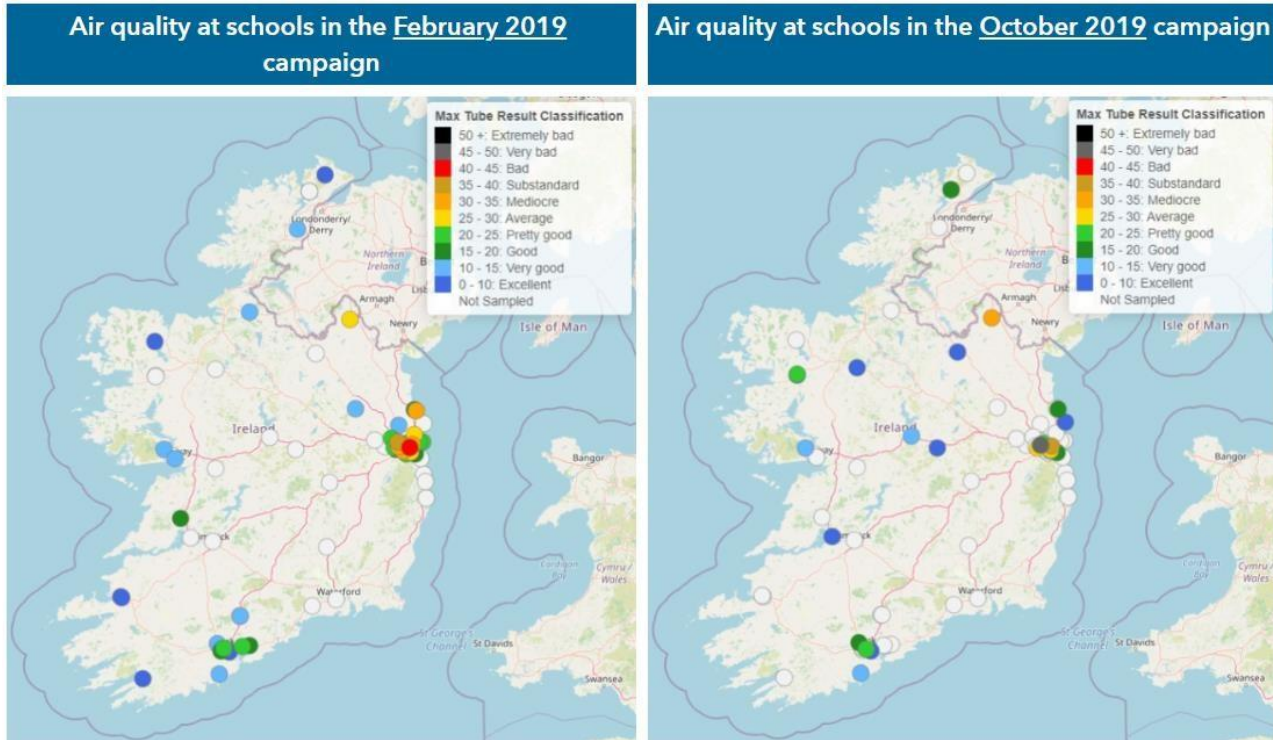 Air quality at schools in the February 2019
campaign
Max Tube Result Classification
50 +: Extremely bad
45 - 50: Very bad
40 - 45: Bad
35 - 40: Substandard
30 - 35: Mediocre
25 - 30: Average
20 - 25: Pretty good
15 - 20: Good
10 - 15: Very good
0 - 10: Excellent
Not Sampled
Londonderry/
Derry
Northern
Ireland
Armagh
Newry
Isle of Man
Ireland
Bangor
Cardigan
Bay
Cymru /
Wales
Waterford
St George's
Channel
St Davids
Swansea
Air quality at schools in the October 2019 campaign
Max Tube Result Classification
50 +: Extremely bad
45 - 50: Very bad
40 - 45: Bad
35 - 40: Substandard
30 - 35: Mediocre
25 - 30: Average
20 - 25: Pretty good
15 - 20: Good
10 - 15: Very good
0 - 10: Excellent
Not Sampled
Londonderry/
Derry
Northern
Ireland
Armagh
Newry
Isle of Man
Ireland
Bangor
Cardigan
Bay
Cymru /
Wales
Waterford
St George's
Channel
St Davids
Swansea